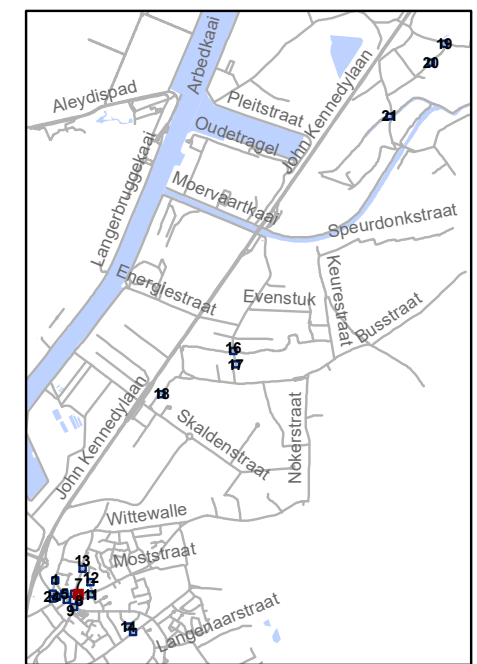 Arbedkaai
19
20
Aleydispad
Pleitstraat
21
Oudetragel
John Kennedylaan
Langerbruggekaai
Moervaartkaai
Speurdonkstraat
Energiestraat
Evenstuk
Keurestraat
Busstraat
16
17
18
John Kennedylaan
Skaldenstraat
Nokerstraat
Wittewalle
Moststraat
13
12
7
11
9
Langenaarstraat